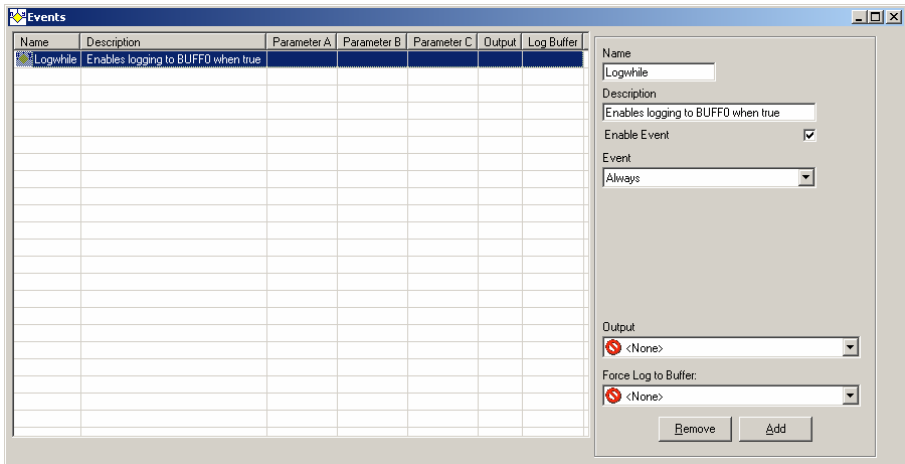 Events
Name Description Parameter A Parameter B Parameter C Output Log Buffer
Logwhile Enables logging to BUFF0 when true
Name
Logwhile
Description
Enables logging to BUFF0 when true
Enable Event
Event
Always
Output
<None>
Force Log to Buffer:
<None>
Remove Add